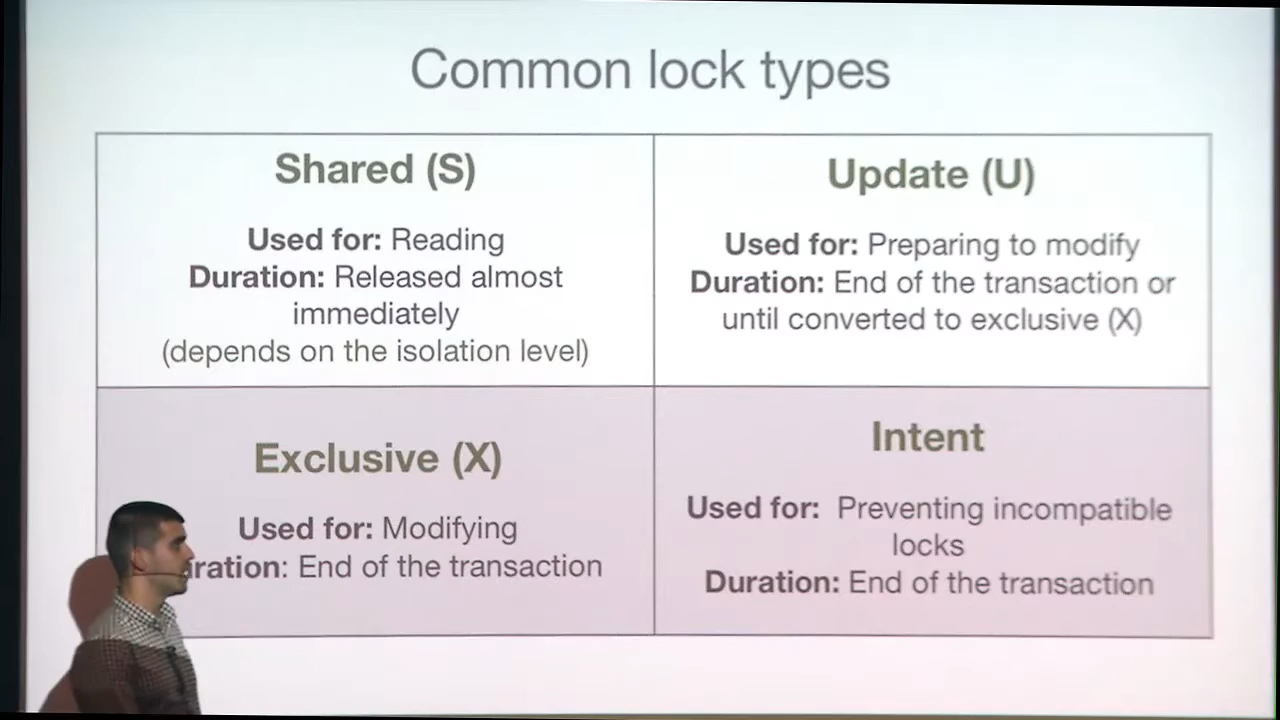 Common lock types
Shared (S)
Used for: Reading
Duration: Released almost
immediately
(depends on the isolation level)
Update (U)
Used for: Preparing to modify
Duration: End of the transaction or
until converted to exclusive (X)
Exclusive (X)
Used for: Modifying
ration: End of the transaction
Intent
Used for: Preventing incompatible
locks
Duration: End of the transaction